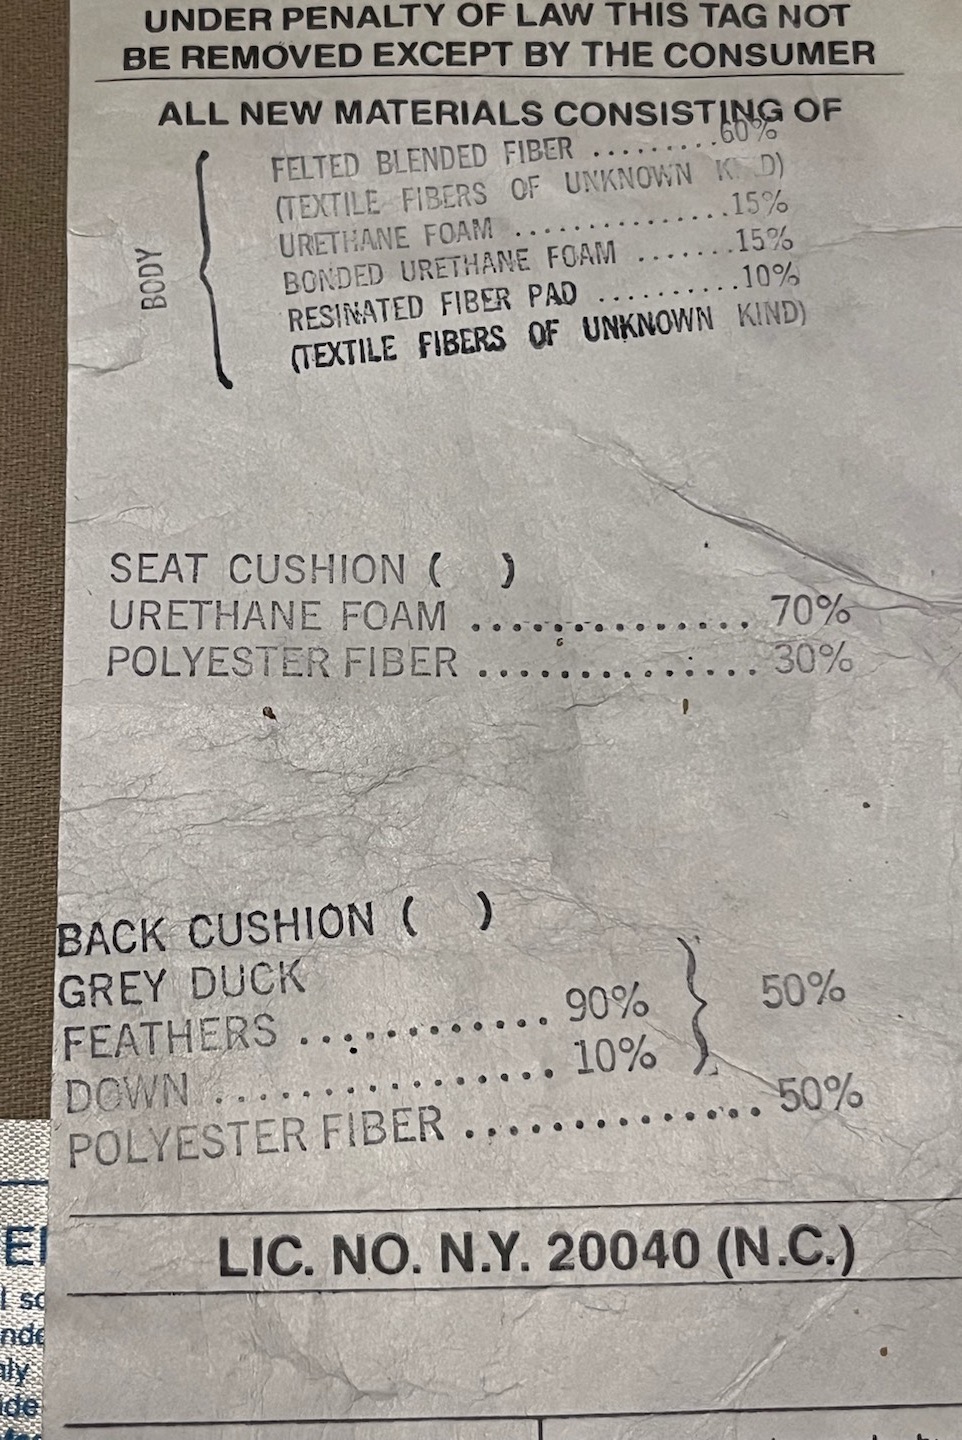 UNDER PENALTY OF LAW THIS TAG NOT
BE REMOVED EXCEPT BY THE CONSUMER
ALL NEW MATERIALS CONSISTING OF
BODY
FELTED BLENDED FIBER .........60%
(TEXTILE FIBERS OF UNKNOWN K D)
URETHANE FOAM ..............15%
BONDED URETHANE FOAM .......15%
RESINATED FIBER PAD ..........10%
(TEXTILE FIBERS OF UNKNOWN KIND)
SEAT CUSHION ( )
URETHANE FOAM .............. 70%
POLYESTER FIBER .............. 30%
BACK CUSHION ( )
GREY DUCK
FEATHERS ............ 90% } 50%
DOWN ................ 10%
POLYESTER FIBER .............. 50%
LIC. NO. N.Y. 20040 (N.C.)